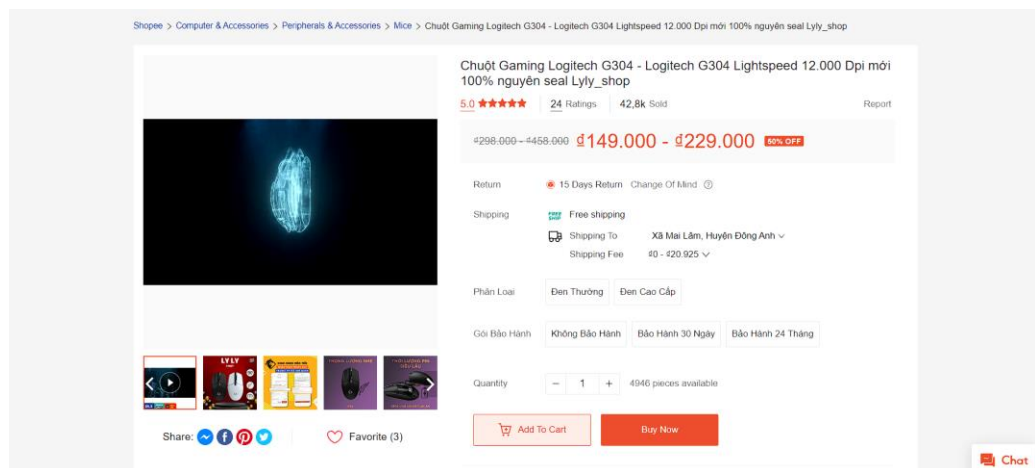 Shopee > Computer & Accessories > Peripherals & Accessories > Mice > Chuột Gaming Logitech G304 - Logitech G304 Lightspeed 12.000 Dpi mới 100% nguyên seal Lyly_shop
Chuột Gaming Logitech G304 - Logitech G304 Lightspeed 12.000 Dpi mới
100% nguyên seal Lyly_shop
5.0 24 Ratings 42,8k Sold Report
₫298.000 - ₫458.000 ₫149.000 - ₫229.000 50% OFF
Return 15 Days Return Change Of Mind
Shipping Free shipping
Shipping To Xã Mai Lâm, Huyện Đông Anh
Shipping Fee ₫0 - ₫20.925
Phân Loại Đen Thường Đen Cao Cấp
Gói Bảo Hành Không Bảo Hành Bảo Hành 30 Ngày Bảo Hành 24 Tháng
LYLY
Quantity - 1 + 4946 pieces available
Add To Cart Buy Now
Share: Favorite (3)
Chat